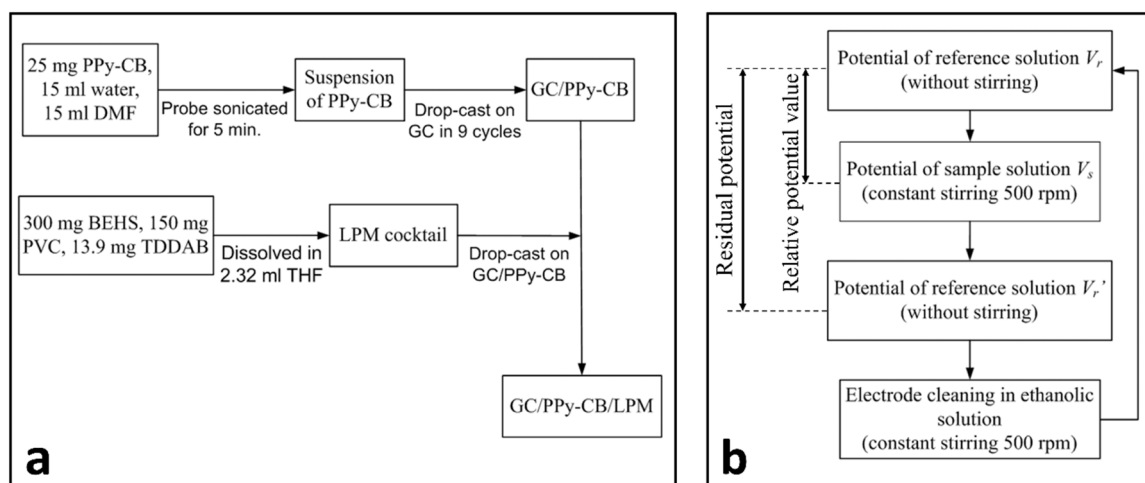 25 mg PPy-CB,
15 ml water,
15 ml DMF
Probe sonicated
for 5 min.
Suspension
of PPy-CB
Drop-cast on
GC in 9 cycles
GC/PPy-CB
300 mg BEHS, 150 mg
PVC, 13.9 mg TDDAB
Dissolved in
2.32 ml THF
LPM cocktail
Drop-cast on
GC/PPy-CB
GC/PPy-CB/LPM
a
Potential of reference solution Vr
(without stirring)
Residual potential
Relative potential value
Potential of sample solution Vs
(constant stirring 500 rpm)
Potential of reference solution Vr’
(without stirring)
Electrode cleaning in ethanolic
solution
(constant stirring 500 rpm)
b